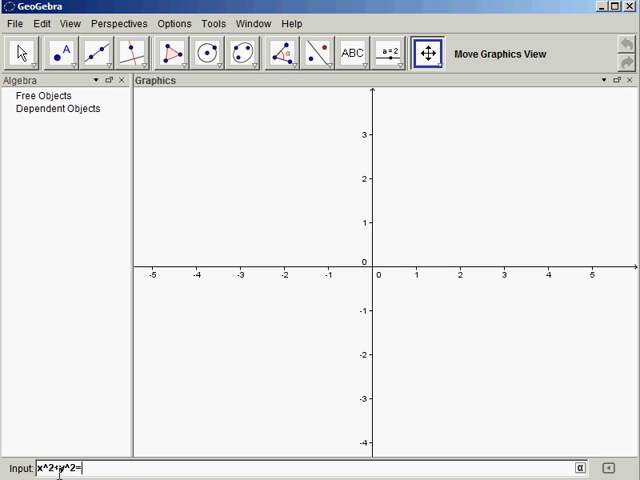 GeoGebra
File Edit View Perspectives Options Tools Window Help
A
α
ABC
a=2
Move Graphics View
Algebra
Graphics
Free Objects
Dependent Objects
3
2
1
0
-5 -4 -3 -2 -1 0 1 2 3 4 5
-1
-2
-3
-4
Input: x^2+y^2=
α